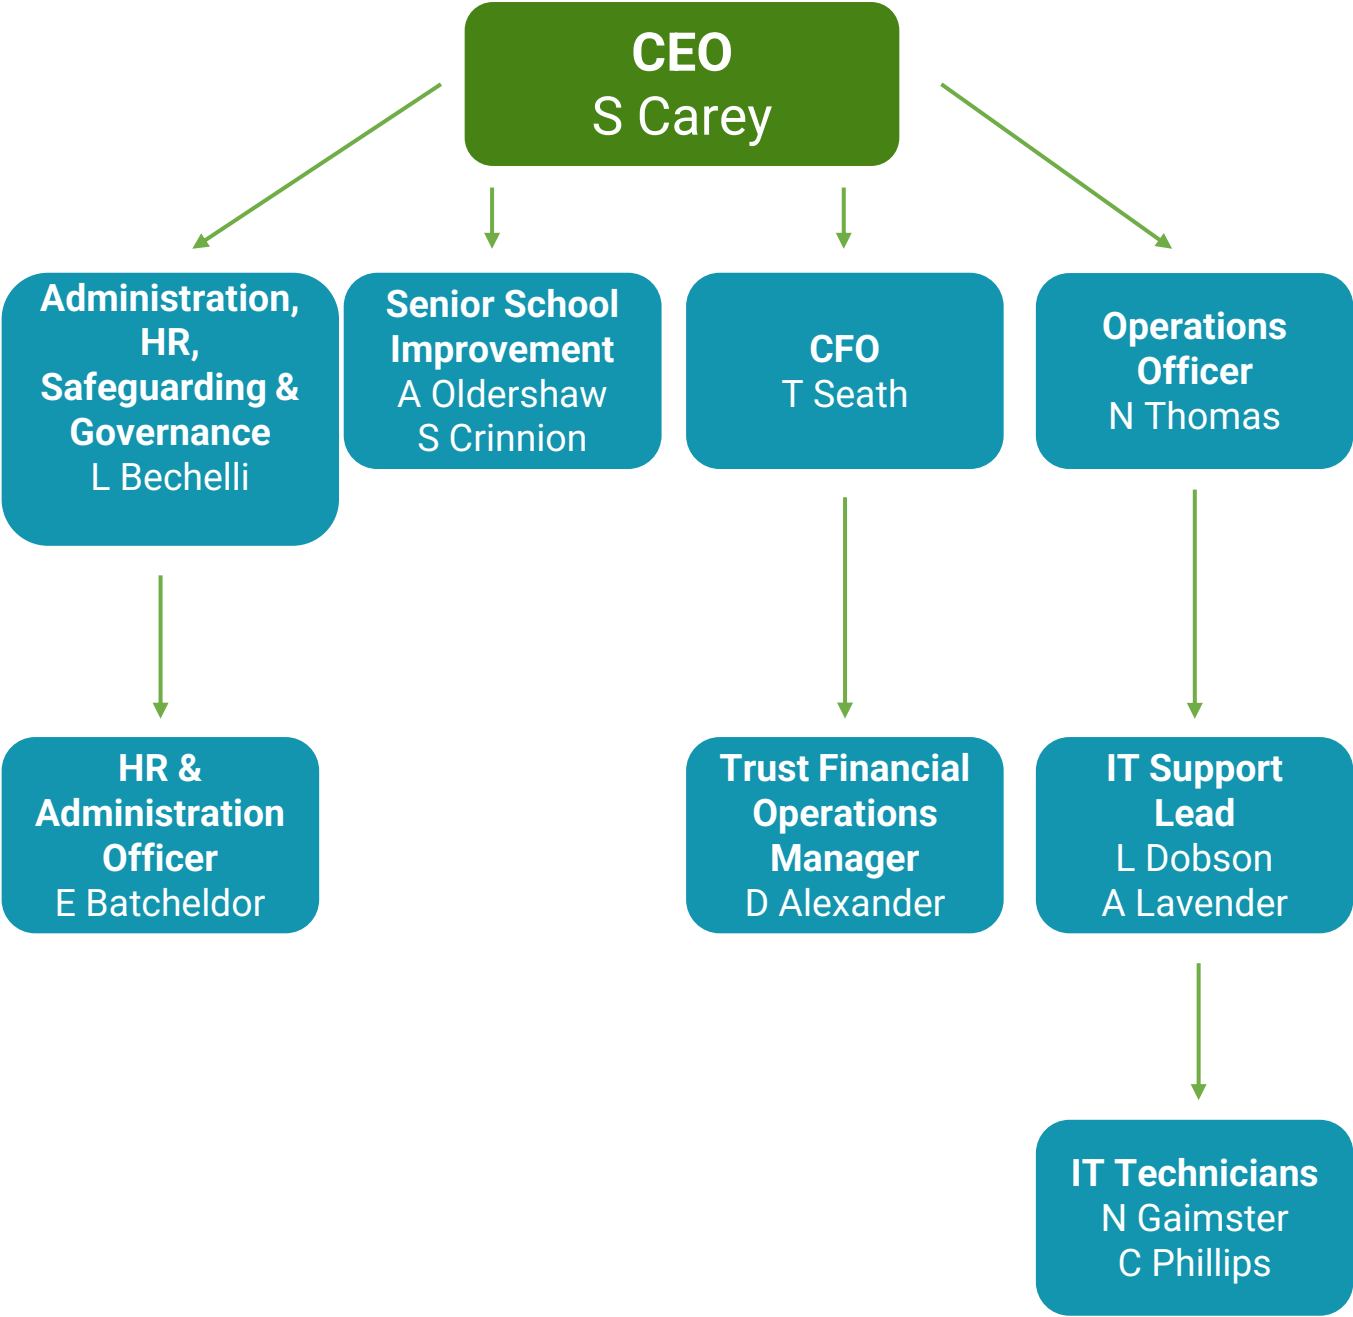 CEO
S Carey
Administration,
HR,
Safeguarding &
Governance
L Bechelli
Senior School
Improvement
A Oldershaw
S Crinnion
CFO
T Seath
Operations
Officer
N Thomas
HR &
Administration
Officer
E Batcheldor
Trust Financial
Operations
Manager
D Alexander
IT Support
Lead
L Dobson
A Lavender
IT Technicians
N Gaimster
C Phillips